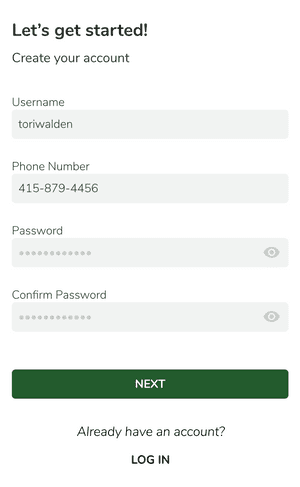 Let's get started!
Create your account
Username
toriwalden
Phone Number
415-879-4456
Password
••••••••••••
Confirm Password
••••••••••••
NEXT
Already have an account?
LOG IN